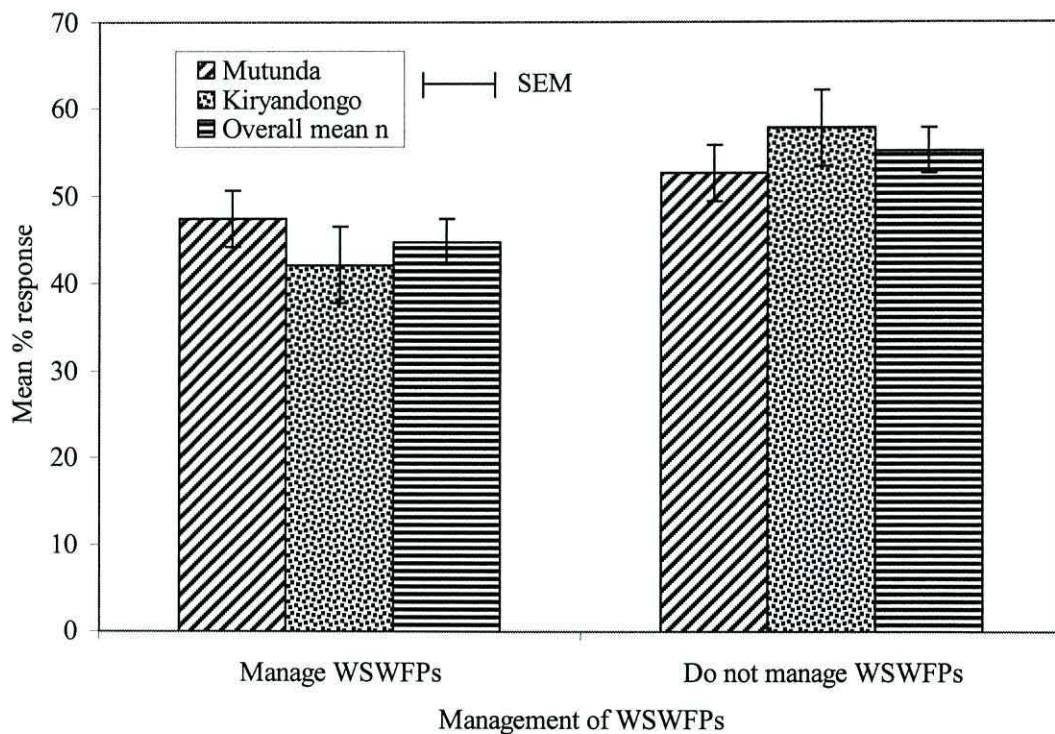 70
60
50
40
30
20
10
0
Mean % response
Mutunda
Kiryandongo
Overall mean n
SEM
Manage WSWFPs
Do not manage WSWFPs
Management of WSWFPs